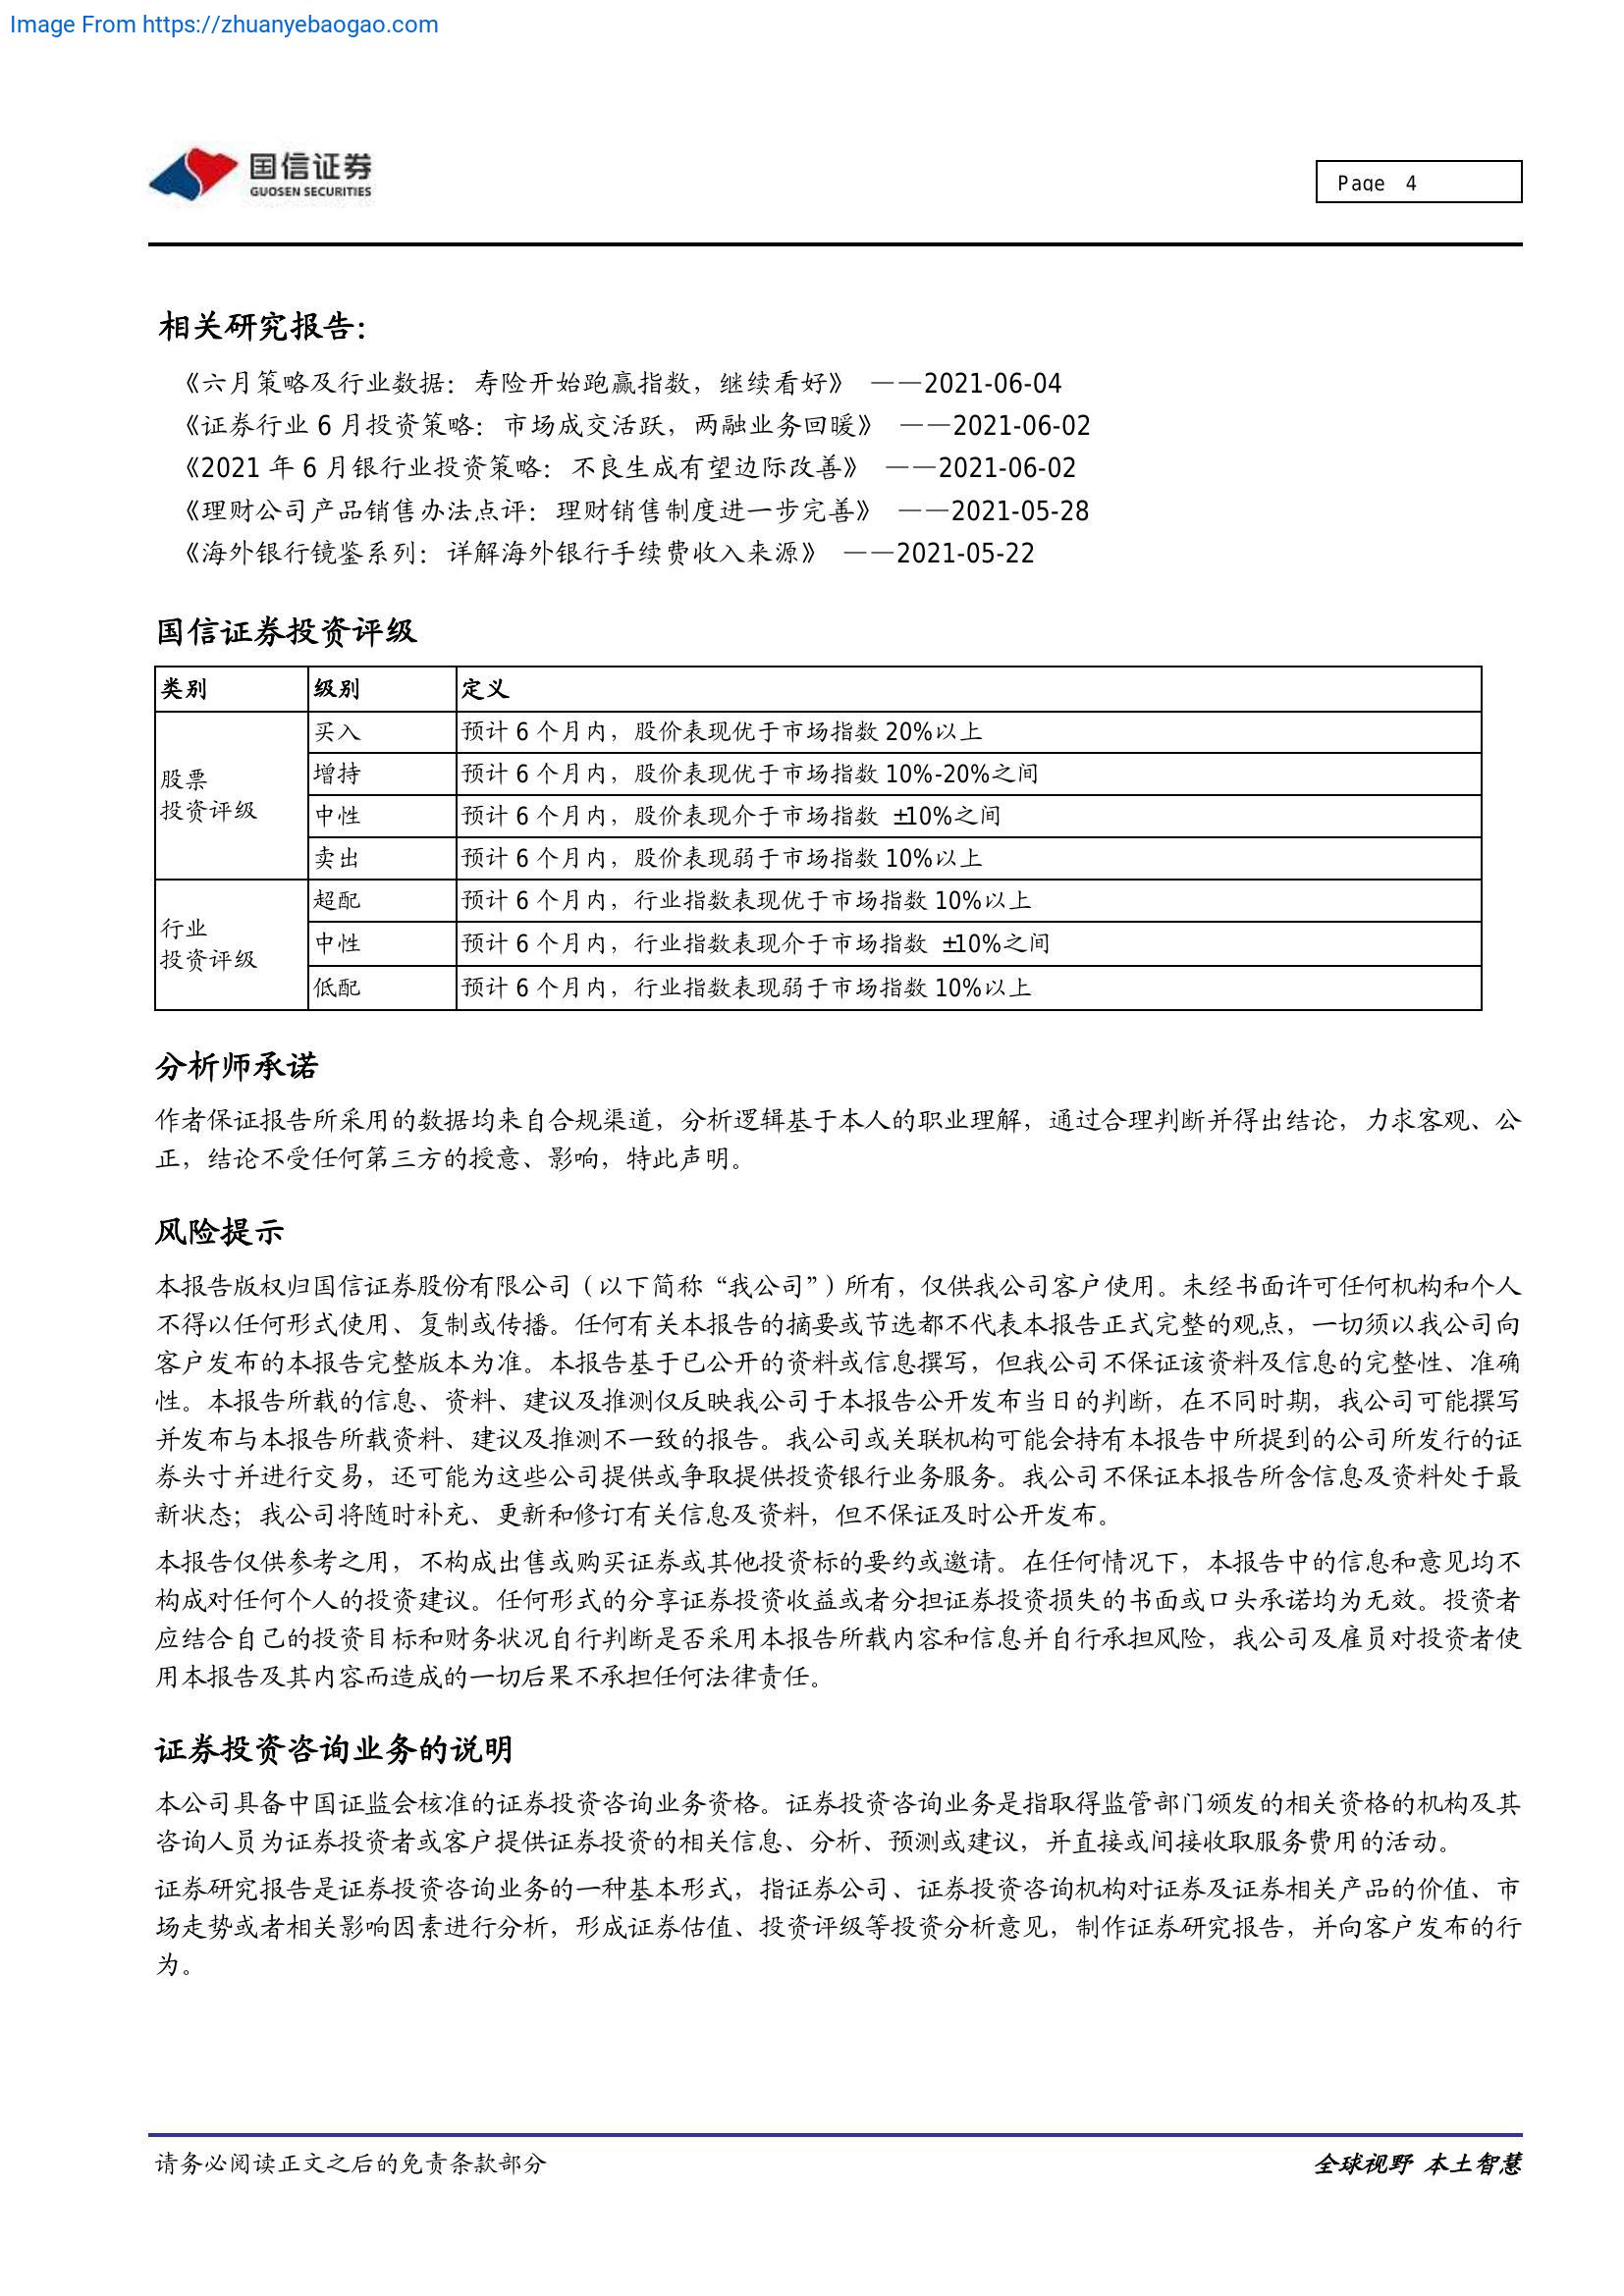 Image From https://zhuanyebaogao.com
国信证券
GUOSEN SECURITIES
Page 4
相关研究报告：
《六月策略及行业数据：寿险开始跑赢指数，继续看好》 ——2021-06-04
《证券行业 6 月投资策略：市场成交活跃，两融业务回暖》 ——2021-06-02
《2021 年 6 月银行业投资策略：不良生成有望边际改善》 ——2021-06-02
《理财公司产品销售办法点评：理财销售制度进一步完善》 ——2021-05-28
《海外银行镜鉴系列：详解海外银行手续费收入来源》 ——2021-05-22
国信证券投资评级
类别 级别 定义
股票
投资评级
买入 预计 6 个月内，股价表现优于市场指数 20%以上
增持 预计 6 个月内，股价表现优于市场指数 10%-20%之间
中性 预计 6 个月内，股价表现介于市场指数 ±10%之间
卖出 预计 6 个月内，股价表现弱于市场指数 10%以上
行业
投资评级
超配 预计 6 个月内，行业指数表现优于市场指数 10%以上
中性 预计 6 个月内，行业指数表现介于市场指数 ±10%之间
低配 预计 6 个月内，行业指数表现弱于市场指数 10%以上
分析师承诺
作者保证报告所采用的数据均来自合规渠道，分析逻辑基于本人的职业理解，通过合理判断并得出结论，力求客观、公
正，结论不受任何第三方的授意、影响，特此声明。
风险提示
本报告版权归国信证券股份有限公司（以下简称“我公司”）所有，仅供我公司客户使用。未经书面许可任何机构和个人
不得以任何形式使用、复制或传播。任何有关本报告的摘要或节选都不代表本报告正式完整的观点，一切须以我公司向
客户发布的本报告完整版本为准。本报告基于已公开的资料或信息撰写，但我公司不保证该资料及信息的完整性、准确
性。本报告所载的信息、资料、建议及推测仅反映我公司于本报告公开发布当日的判断，在不同时期，我公司可能撰写
并发布与本报告所载资料、建议及推测不一致的报告。我公司或关联机构可能会持有本报告中所提到的公司所发行的证
券头寸并进行交易，还可能为这些公司提供或争取提供投资银行业务服务。我公司不保证本报告所含信息及资料处于最
新状态；我公司将随时补充、更新和修订有关信息及资料，但不保证及时公开发布。
本报告仅供参考之用，不构成出售或购买证券或其他投资标的要约或邀请。在任何情况下，本报告中的信息和意见均不
构成对任何个人的投资建议。任何形式的分享证券投资收益或者分担证券投资损失的书面或口头承诺均为无效。投资者
应结合自己的投资目标和财务状况自行判断是否采用本报告所载内容和信息并自行承担风险，我公司及雇员对投资者使
用本报告及其内容而造成的一切后果不承担任何法律责任。
证券投资咨询业务的说明
本公司具备中国证监会核准的证券投资咨询业务资格。证券投资咨询业务是指取得监管部门颁发的相关资格的机构及其
咨询人员为证券投资者或客户提供证券投资的相关信息、分析、预测或建议，并直接或间接收取服务费用的活动。
证券研究报告是证券投资咨询业务的一种基本形式，指证券公司、证券投资咨询机构对证券及证券相关产品的价值、市
场走势或者相关影响因素进行分析，形成证券估值、投资评级等投资分析意见，制作证券研究报告，并向客户发布的行
为。
请务必阅读正文之后的免责条款部分
全球视野 本土智慧